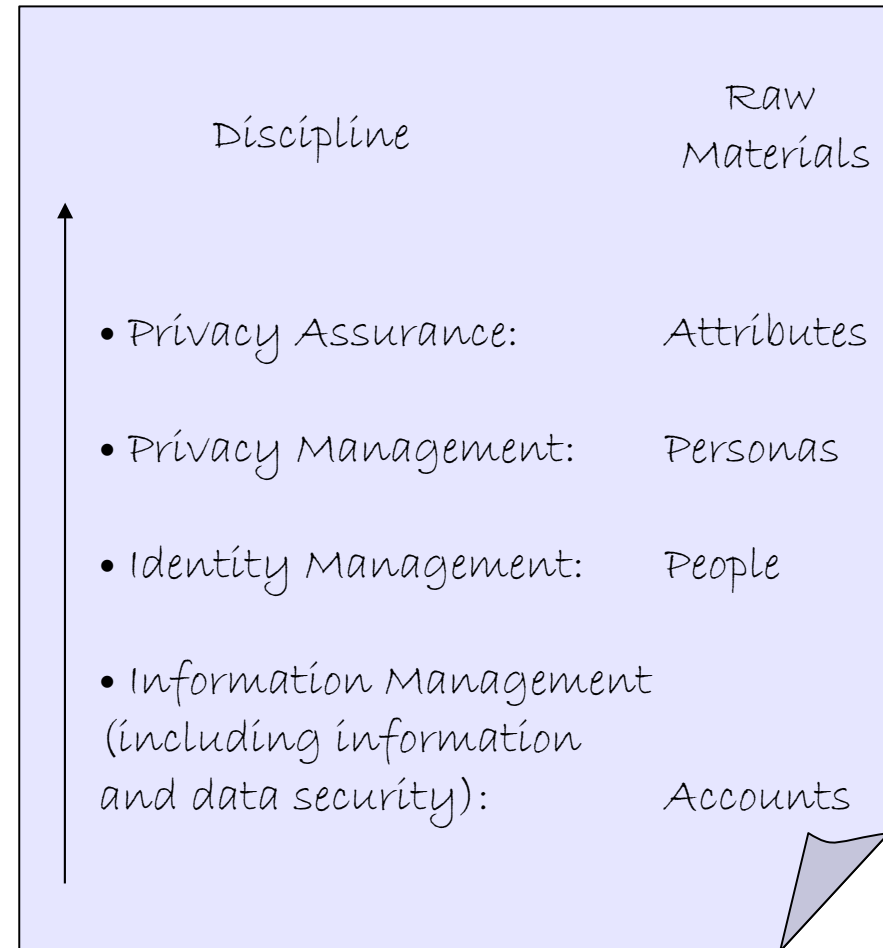 Discipline
Raw
Materials
• Privacy Assurance: Attributes
• Privacy Management: Personas
• Identity Management: People
• Information Management
(including information
and data security): Accounts